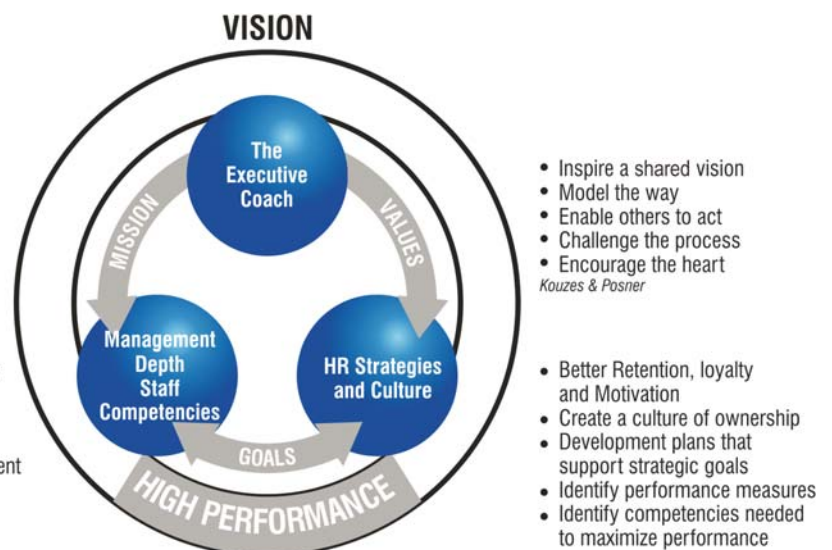 VISION
The
Executive
Coach
MISSION
VALUES
Management
Depth
Staff
Competencies
HR Strategies
and Culture
GOALS
HIGH PERFORMANCE
• Inspire a shared vision
• Model the way
• Enable others to act
• Challenge the process
• Encourage the heart
Kouzes & Posner
• Better Retention, loyalty
and Motivation
• Create a culture of ownership
• Development plans that
support strategic goals
• Identify performance measures
• Identify competencies needed
to maximize performance